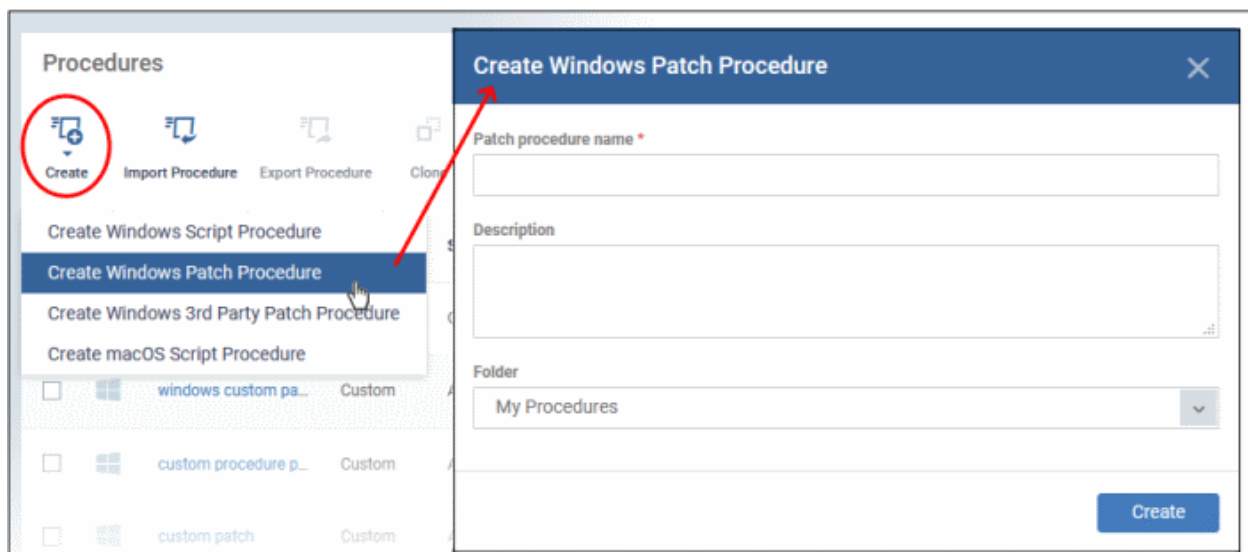 Procedures
Create
Import Procedure
Export Procedure
Clon
Create Windows Script Procedure
Create Windows Patch Procedure
Create Windows 3rd Party Patch Procedure
Create macOS Script Procedure
windows custom pa...
Custom
custom procedure p...
Custom
custom patch
Custom
Create Windows Patch Procedure
Patch procedure name *
Description
Folder
My Procedures
Create